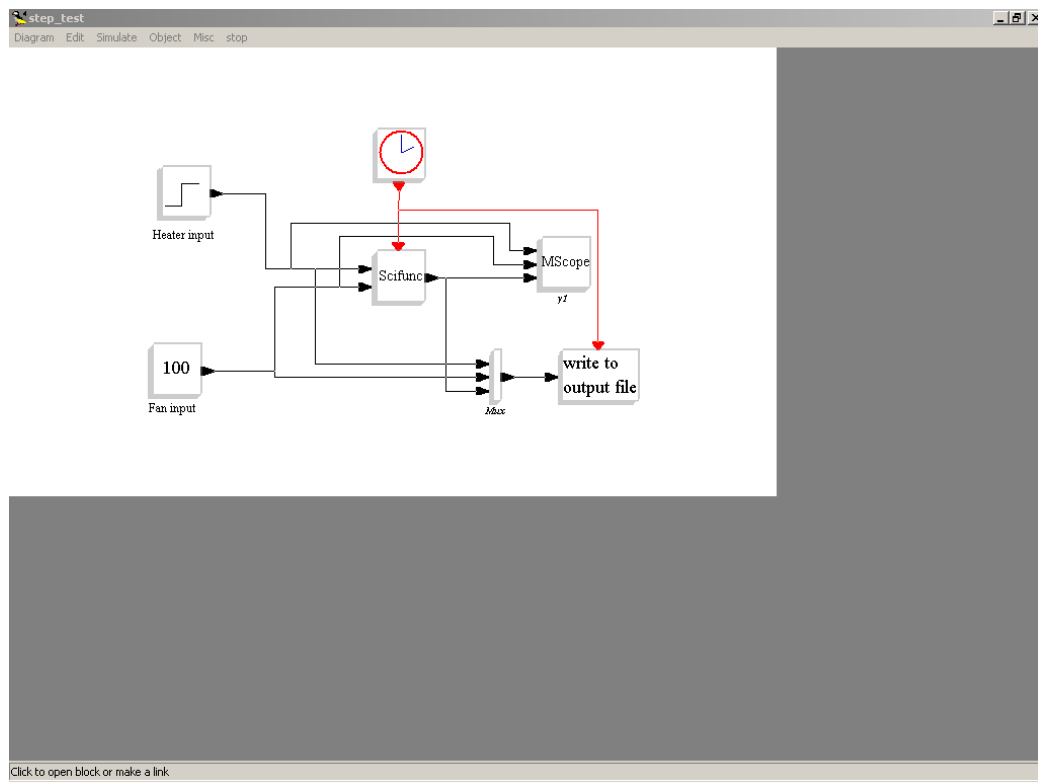 step_test
Diagram Edit Simulate Object Misc stop
Heater input
Scifunc
MScope
y1
100
Fan input
Mux
write to
output file
Click to open block or make a link